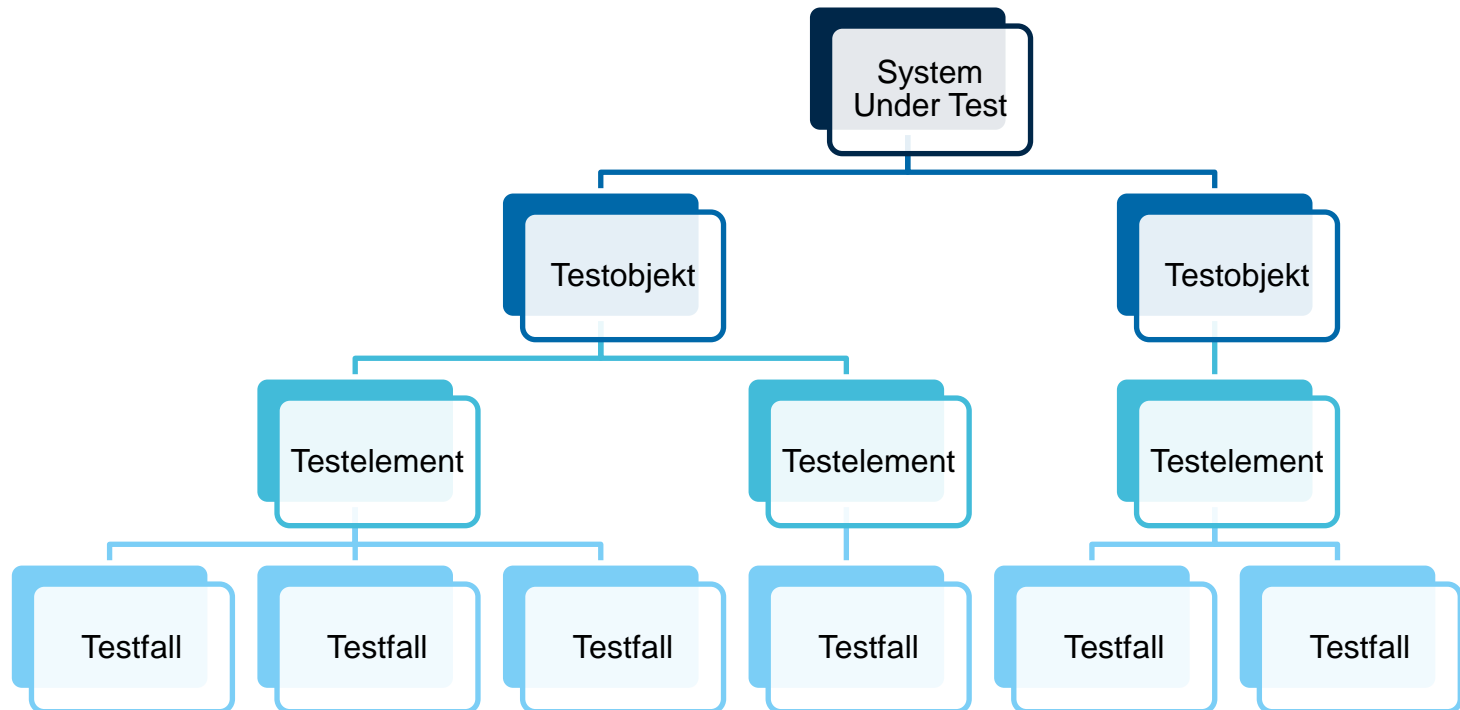 System
Under Test
Testobjekt
Testobjekt
Testelement
Testelement
Testelement
Testfall
Testfall
Testfall
Testfall
Testfall
Testfall